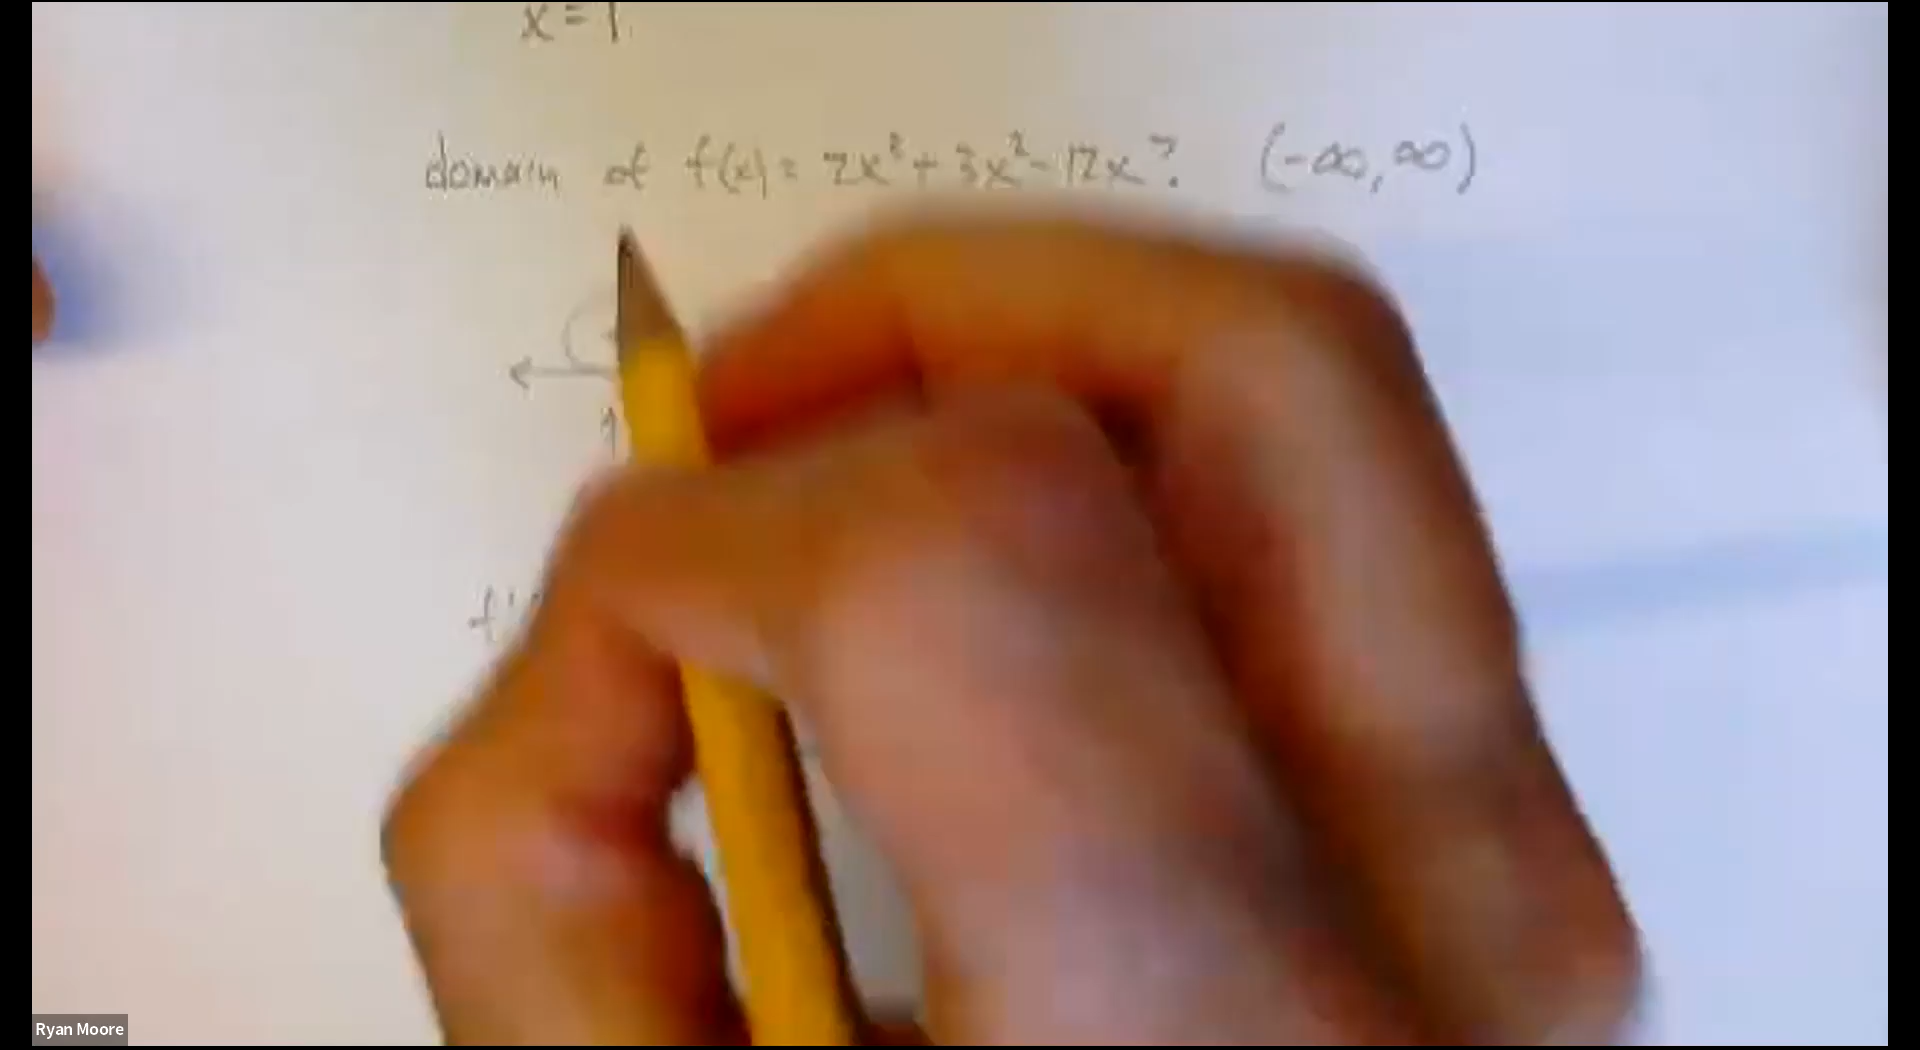 x = 1
domain of f(x) = 2x³ + 3x² - 12x? (-∞, ∞)
f'
Ryan Moore